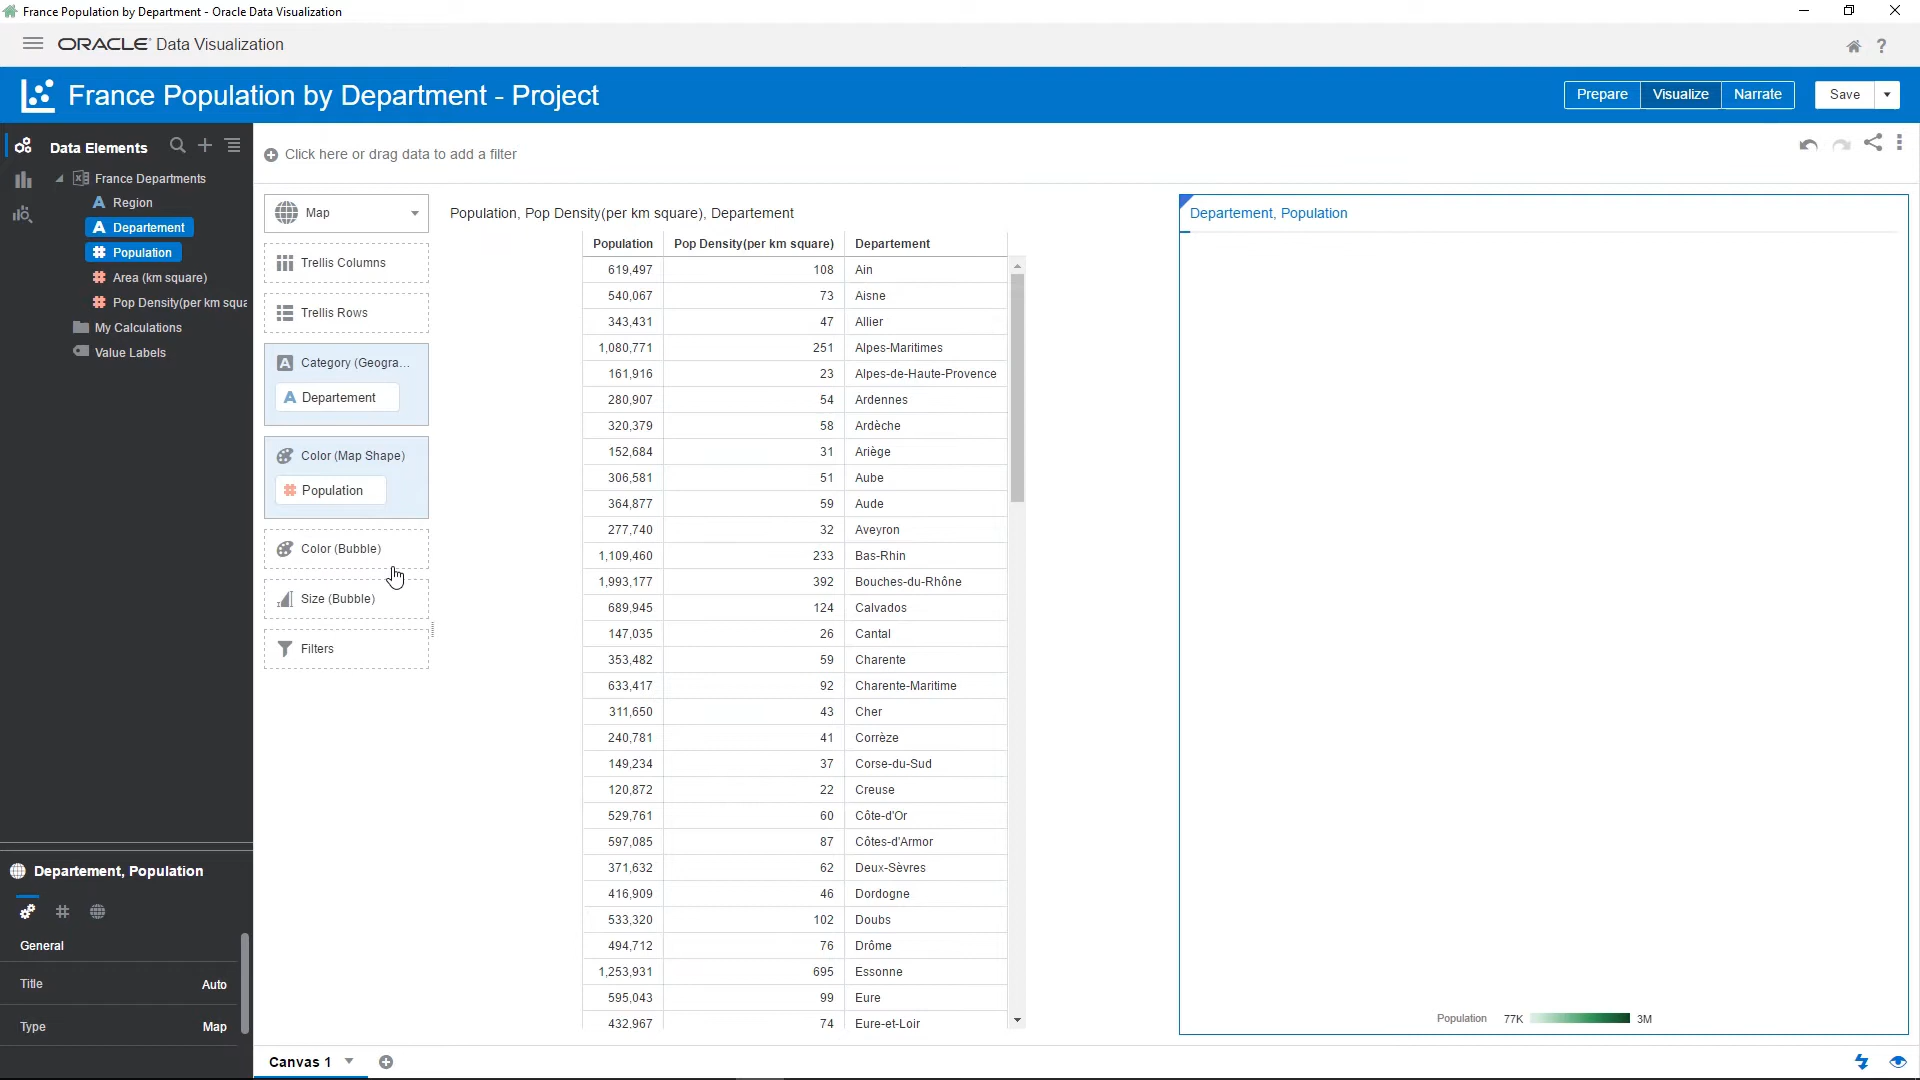 France Population by Department - Oracle Data Visualization
ORACLE Data Visualization
?
France Population by Department - Project
Prepare
Visualize
Narrate
Save
Data Elements
Click here or drag data to add a filter
France Departments
A Region
A Departement
# Population
# Area (km square)
# Pop Density(per km squa
My Calculations
Value Labels
Map
Trellis Columns
Trellis Rows
A Category (Geogra...
A Departement
Color (Map Shape)
# Population
Color (Bubble)
Size (Bubble)
Filters
Population, Pop Density(per km square), Departement
Population Pop Density(per km square) Departement
619,497 108 Ain
540,067 73 Aisne
343,431 47 Allier
1,080,771 251 Alpes-Maritimes
161,916 23 Alpes-de-Haute-Provence
280,907 54 Ardennes
320,379 58 Ardèche
152,684 31 Ariège
306,581 51 Aube
364,877 59 Aude
277,740 32 Aveyron
1,109,460 233 Bas-Rhin
1,993,177 392 Bouches-du-Rhône
689,945 124 Calvados
147,035 26 Cantal
353,482 59 Charente
633,417 92 Charente-Maritime
311,650 43 Cher
240,781 41 Corrèze
149,234 37 Corse-du-Sud
120,872 22 Creuse
529,761 60 Côte-d'Or
597,085 87 Côtes-d'Armor
371,632 62 Deux-Sèvres
416,909 46 Dordogne
533,320 102 Doubs
494,712 76 Drôme
1,253,931 695 Essonne
595,043 99 Eure
432,967 74 Eure-et-Loir
Departement, Population
Population 77K 3M
Departement, Population
General
Title Auto
Type Map
Canvas 1